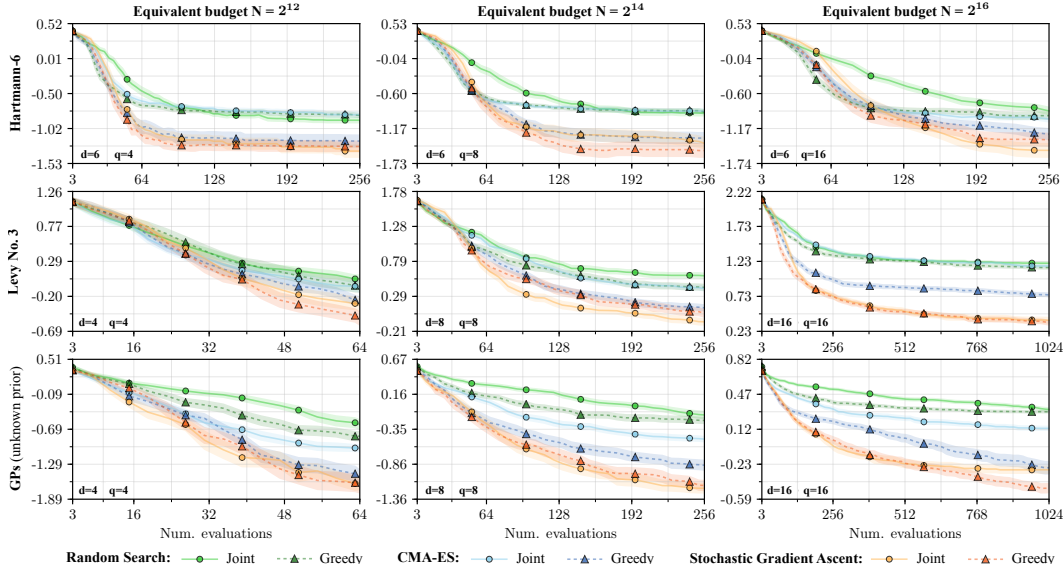 Equivalent budget N = 2^12
Equivalent budget N = 2^14
Equivalent budget N = 2^16
Hartmann-6
0.52
0.01
-0.50
-1.02
-1.53
d=6 q=4
3 64 128 192 256
0.53
-0.04
-0.60
-1.17
-1.73
d=6 q=8
3 64 128 192 256
0.53
-0.04
-0.60
-1.17
-1.74
d=6 q=16
3 64 128 192 256
Levy No. 3
1.26
0.77
0.29
-0.20
-0.69
d=4 q=4
3 16 32 48 64
1.78
1.28
0.79
0.29
-0.21
d=8 q=8
3 64 128 192 256
2.22
1.73
1.23
0.73
0.23
d=16 q=16
3 256 512 768 1024
GPs (unknown prior)
0.51
-0.09
-0.69
-1.29
-1.89
d=4 q=4
3 16 32 48 64
Num. evaluations
0.67
0.16
-0.35
-0.86
-1.36
d=8 q=8
3 64 128 192 256
Num. evaluations
0.82
0.47
0.12
-0.23
-0.59
d=16 q=16
3 256 512 768 1024
Num. evaluations
Random Search: Joint Greedy CMA-ES: Joint Greedy Stochastic Gradient Ascent: Joint Greedy